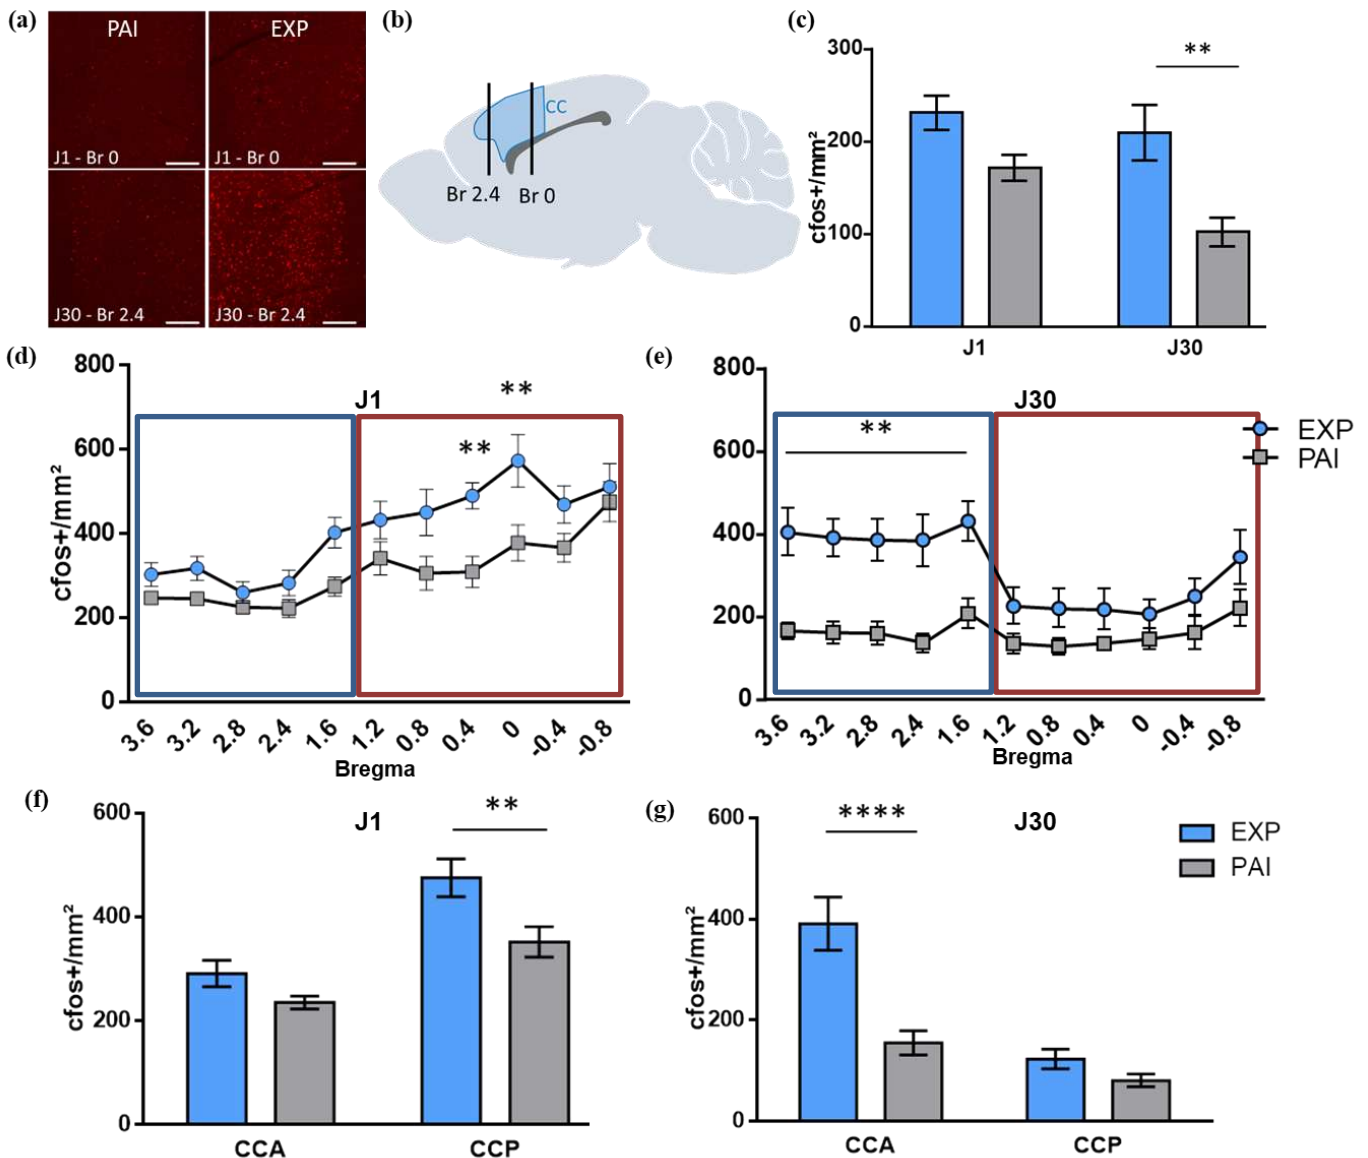 (a)
PAI
EXP
J1 - Br 0
J1 - Br 0
J30 - Br 2.4
J30 - Br 2.4
(b)
CC
Br 2.4
Br 0
(c)
cfos+/mm²
300
200
100
0
**
J1
J30
(d)
cfos+/mm²
800
600
400
200
0
J1
**
**
3.6
3.2
2.8
2.4
1.6
1.2
0.8
0.4
0
-0.4
-0.8
Bregma
(e)
800
600
400
200
0
J30
**
EXP
PAI
3.6
3.2
2.8
2.4
1.6
1.2
0.8
0.4
0
-0.4
-0.8
Bregma
(f)
cfos+/mm²
600
400
200
0
J1
**
CCA
CCP
(g)
cfos+/mm²
600
400
200
0
****
J30
EXP
PAI
CCA
CCP